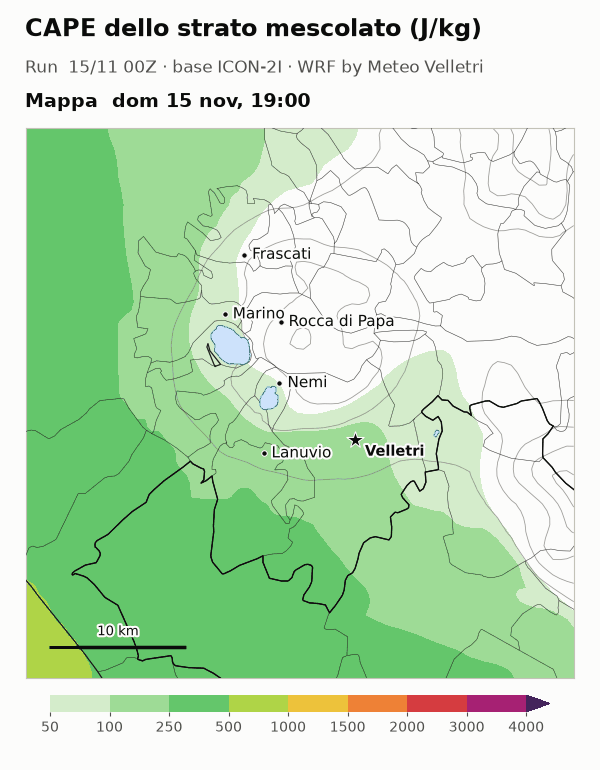 CAPE dello strato mescolato (J/kg)
Run  15/11 00Z · base ICON-2I · WRF by Meteo Velletri
Mappa  dom 15 nov, 19:00
Frascati
Marino
Rocca di Papa
Nemi
Velletri
Lanuvio
10 km
50 100 250 500 1000 1500 2000 3000 4000